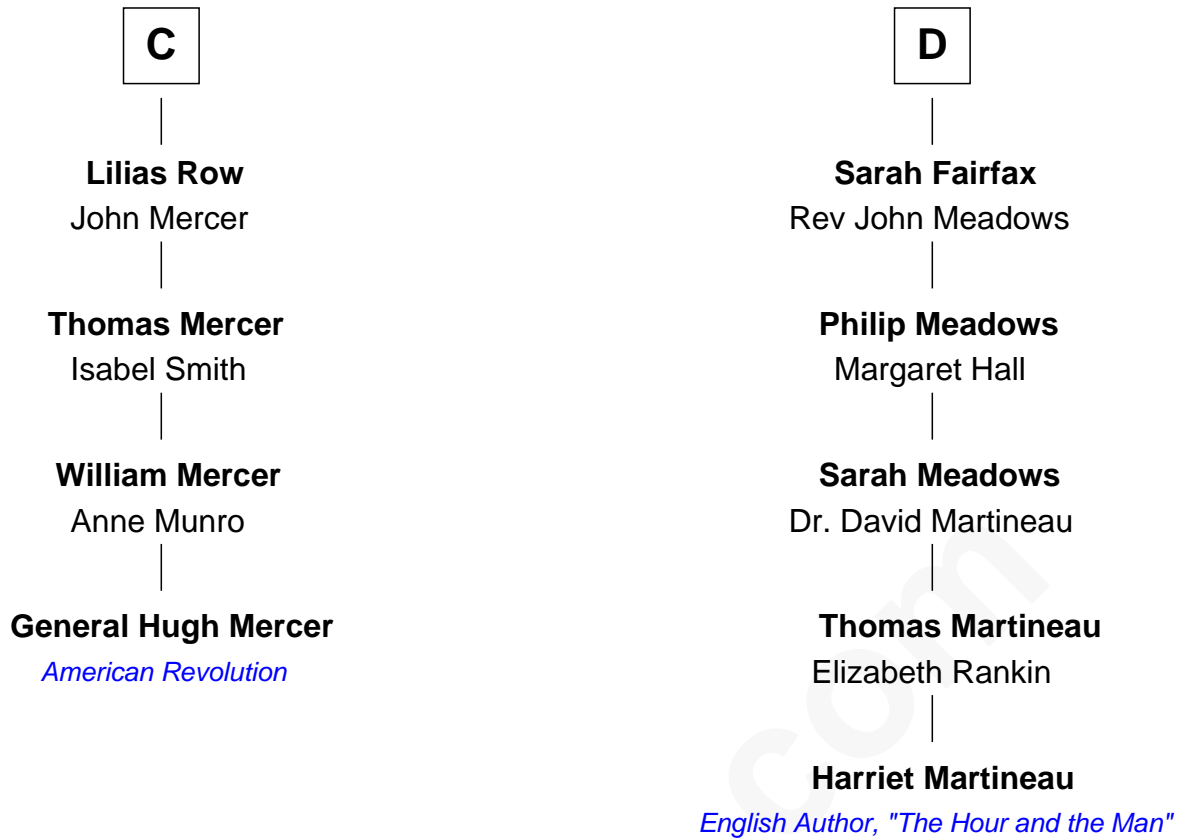 C
Lilias Row
John Mercer
Thomas Mercer
Isabel Smith
William Mercer
Anne Munro
General Hugh Mercer
American Revolution
D
Sarah Fairfax
Rev John Meadows
Philip Meadows
Margaret Hall
Sarah Meadows
Dr. David Martineau
Thomas Martineau
Elizabeth Rankin
Harriet Martineau
English Author, "The Hour and the Man"
com